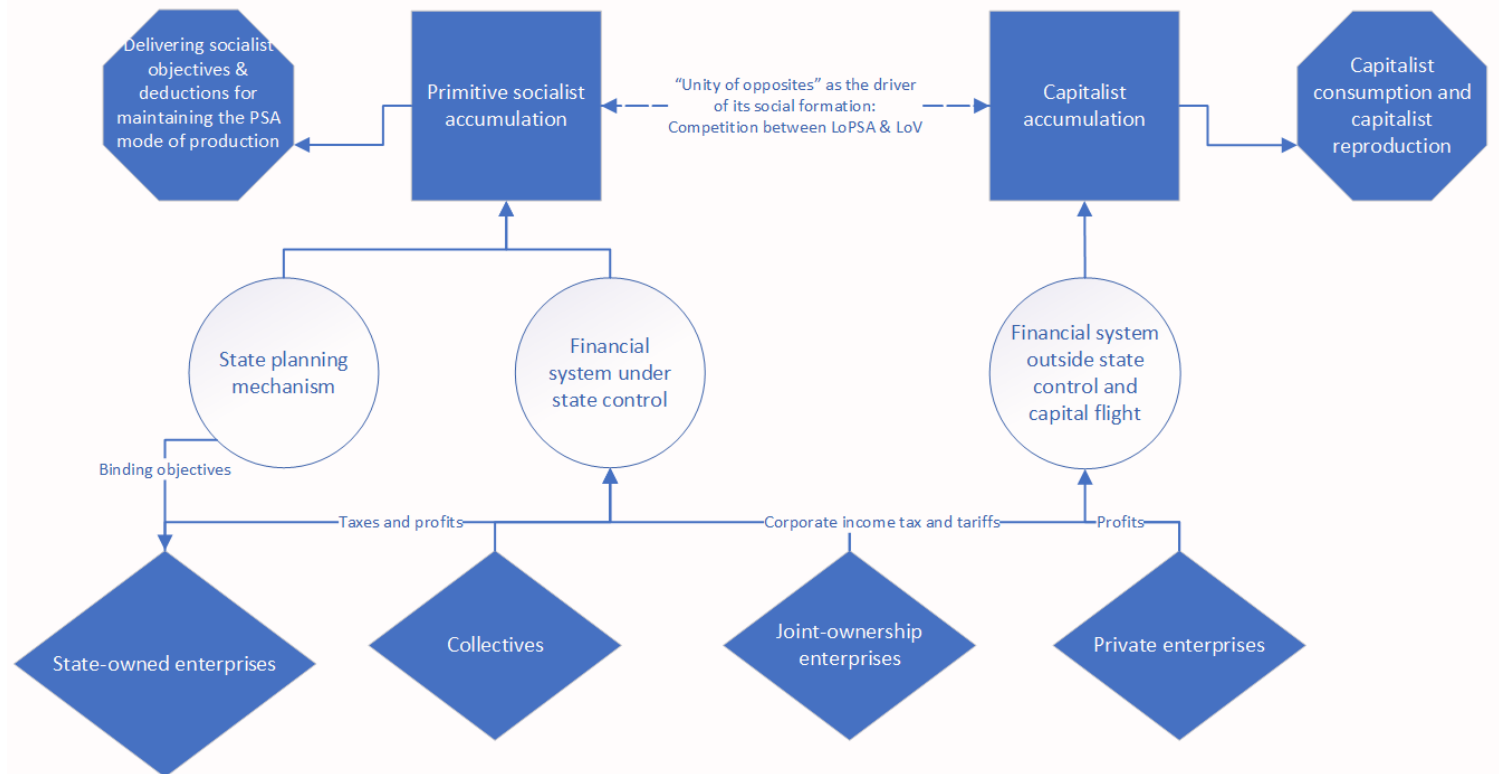 Delivering socialist
objectives &
deductions for
maintaining the PSA
mode of production
Primitive socialist
accumulation
“Unity of opposites” as the driver
of its social formation:
Competition between LoPSA & LoV
Capitalist
accumulation
Capitalist
consumption and
capitalist
reproduction
State planning
mechanism
Financial
system under
state control
Financial system
outside state
control and
capital flight
Binding objectives
Taxes and profits
Corporate income tax and tariffs
Profits
State-owned enterprises
Collectives
Joint-ownership
enterprises
Private enterprises